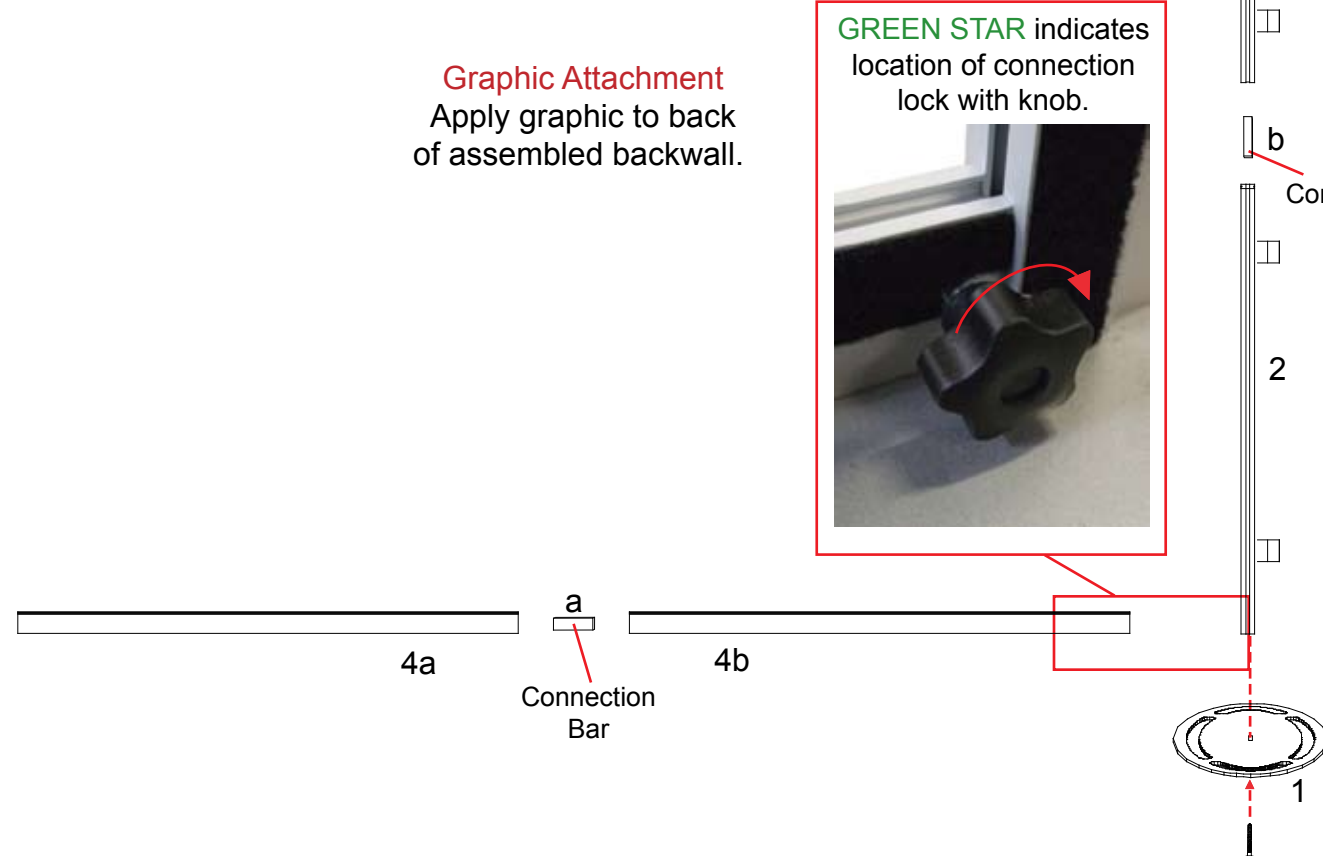 Graphic Attachment
Apply graphic to back
of assembled backwall.
GREEN STAR indicates
location of connection
lock with knob.
b
2
a
4a
4b
Connection
Bar
1